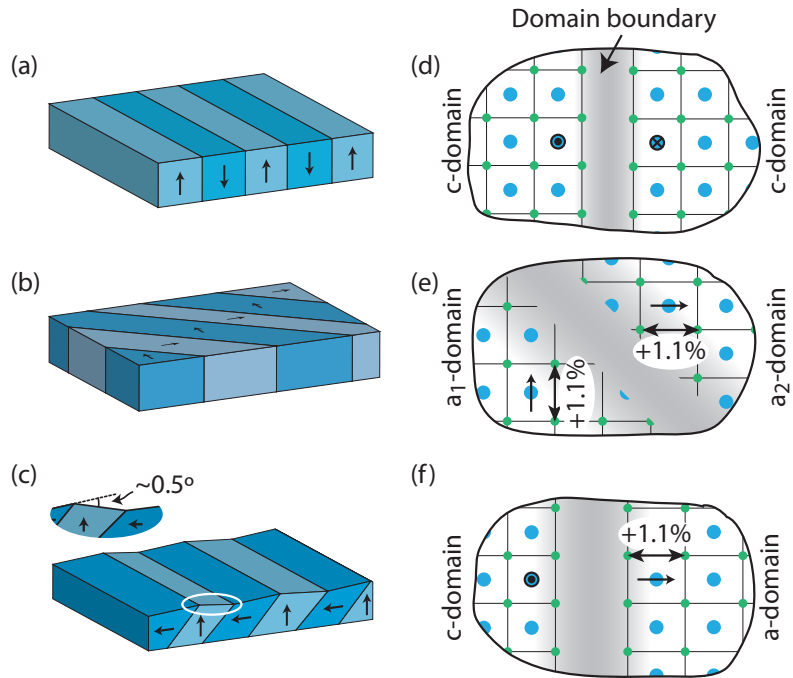 Domain boundary
(a)
(d)
c-domain
c-domain
(b)
(e)
a1-domain
+1.1%
+1.1%
a2-domain
(c)
~0.5º
(f)
c-domain
+1.1%
a-domain